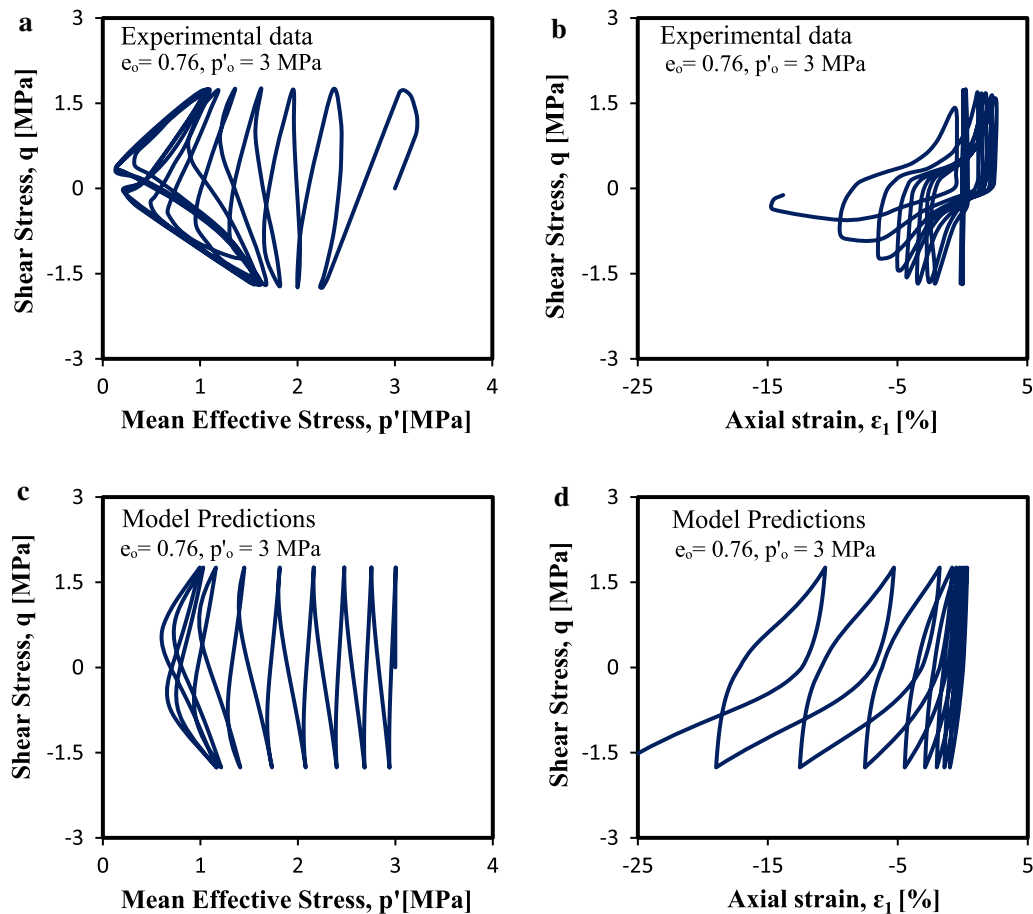 a
Experimental data
eo= 0.76, p'o = 3 MPa
3
1.5
0
-1.5
-3
0
1
2
3
4
Shear Stress, q [MPa]
Mean Effective Stress, p'[MPa]
b
Experimental data
eo= 0.76, p'o = 3 MPa
3
1.5
0
-1.5
-3
-25
-15
-5
5
Shear Stress, q [MPa]
Axial strain, ε1 [%]
c
Model Predictions
eo= 0.76, p'o = 3 MPa
3
1.5
0
-1.5
-3
0
1
2
3
4
Shear Stress, q [MPa]
Mean Effective Stress, p'[MPa]
d
Model Predictions
eo= 0.76, p'o = 3 MPa
3
1.5
0
-1.5
-3
-25
-15
-5
5
Shear Stress, q [MPa]
Axial strain, ε1 [%]